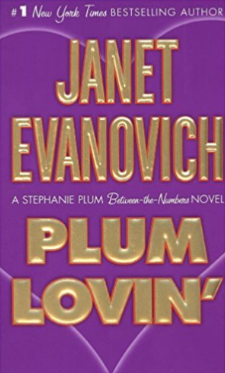 #1 New York Times BESTSELLING AUTHOR
JANET
EVANOVICH
A STEPHANIE PLUM Between-the-Numbers NOVEL
PLUM
LOVIN'